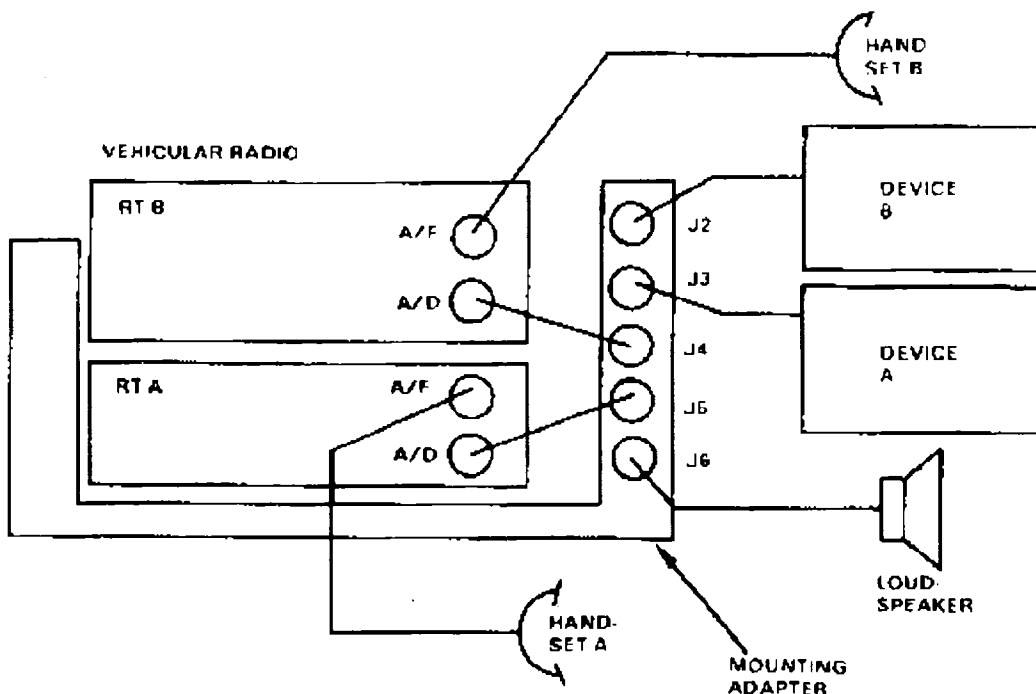 HAND
SET B
VEHICULAR RADIO
RT B
A/F
A/D
J2
J3
J4
J5
J6
DEVICE
B
DEVICE
A
RT A
A/F
A/D
LOUD-
SPEAKER
HAND-
SET A
MOUNTING
ADAPTER